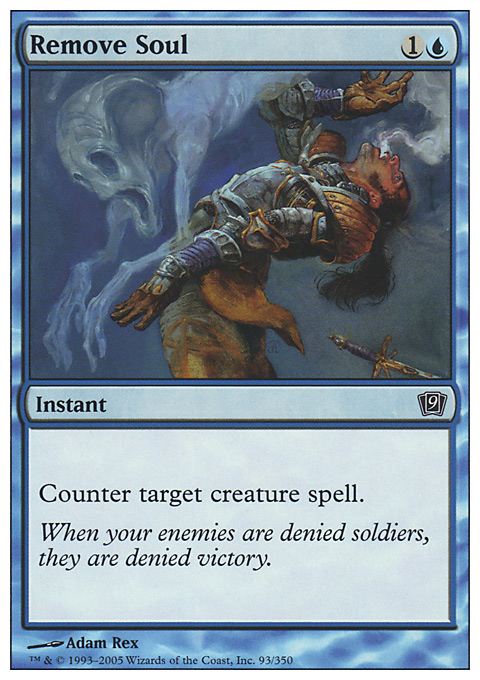 Remove Soul 1
Instant 9
Counter target creature spell.
When your enemies are denied soldiers,
they are denied victory.
Adam Rex
™ & © 1993–2005 Wizards of the Coast, Inc. 93/350